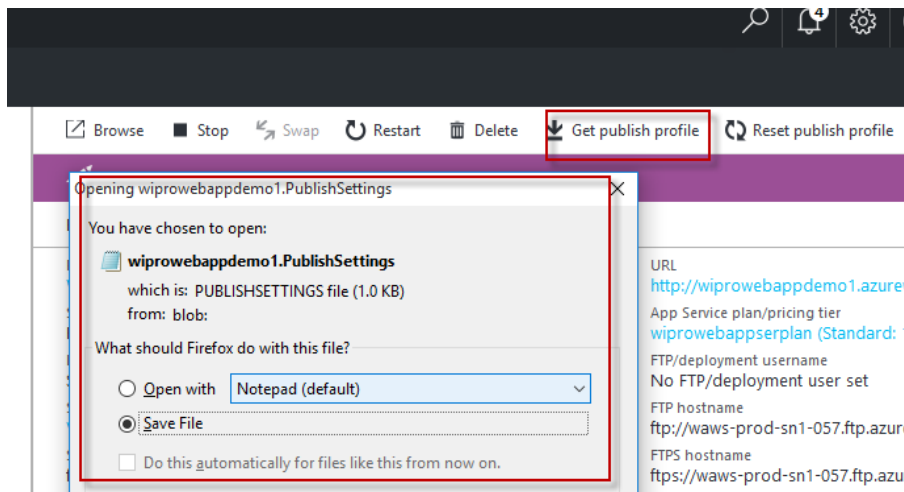 4
Browse Stop Swap Restart Delete Get publish profile Reset publish profile
Opening wiprowebappdemo1.PublishSettings
You have chosen to open:
wiprowebappdemo1.PublishSettings
which is: PUBLISHSETTINGS file (1.0 KB)
from: blob:
What should Firefox do with this file?
Open with Notepad (default)
Save File
Do this automatically for files like this from now on.
URL
http://wiprowebappdemo1.azure
App Service plan/pricing tier
wiprowebappserplan (Standard:
FTP/deployment username
No FTP/deployment user set
FTP hostname
ftp://waws-prod-sn1-057.ftp.azur
FTPS hostname
ftps://waws-prod-sn1-057.ftp.azu